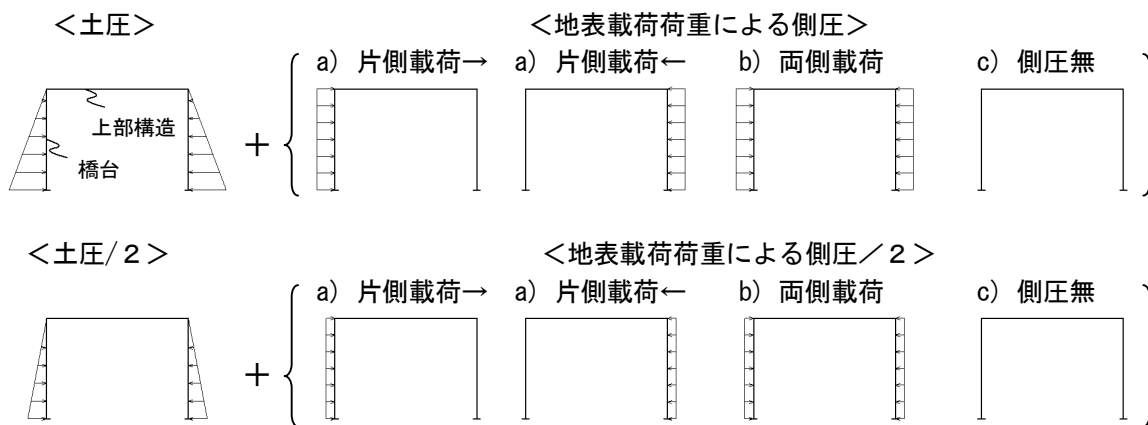 ＜土圧＞ ＜地表載荷荷重による側圧＞
a) 片側載荷→ a) 片側載荷← b) 両側載荷 c) 側圧無
上部構造
橋台
＋
＜土圧/２＞ ＜地表載荷荷重による側圧／２＞
a) 片側載荷→ a) 片側載荷← b) 両側載荷 c) 側圧無
＋